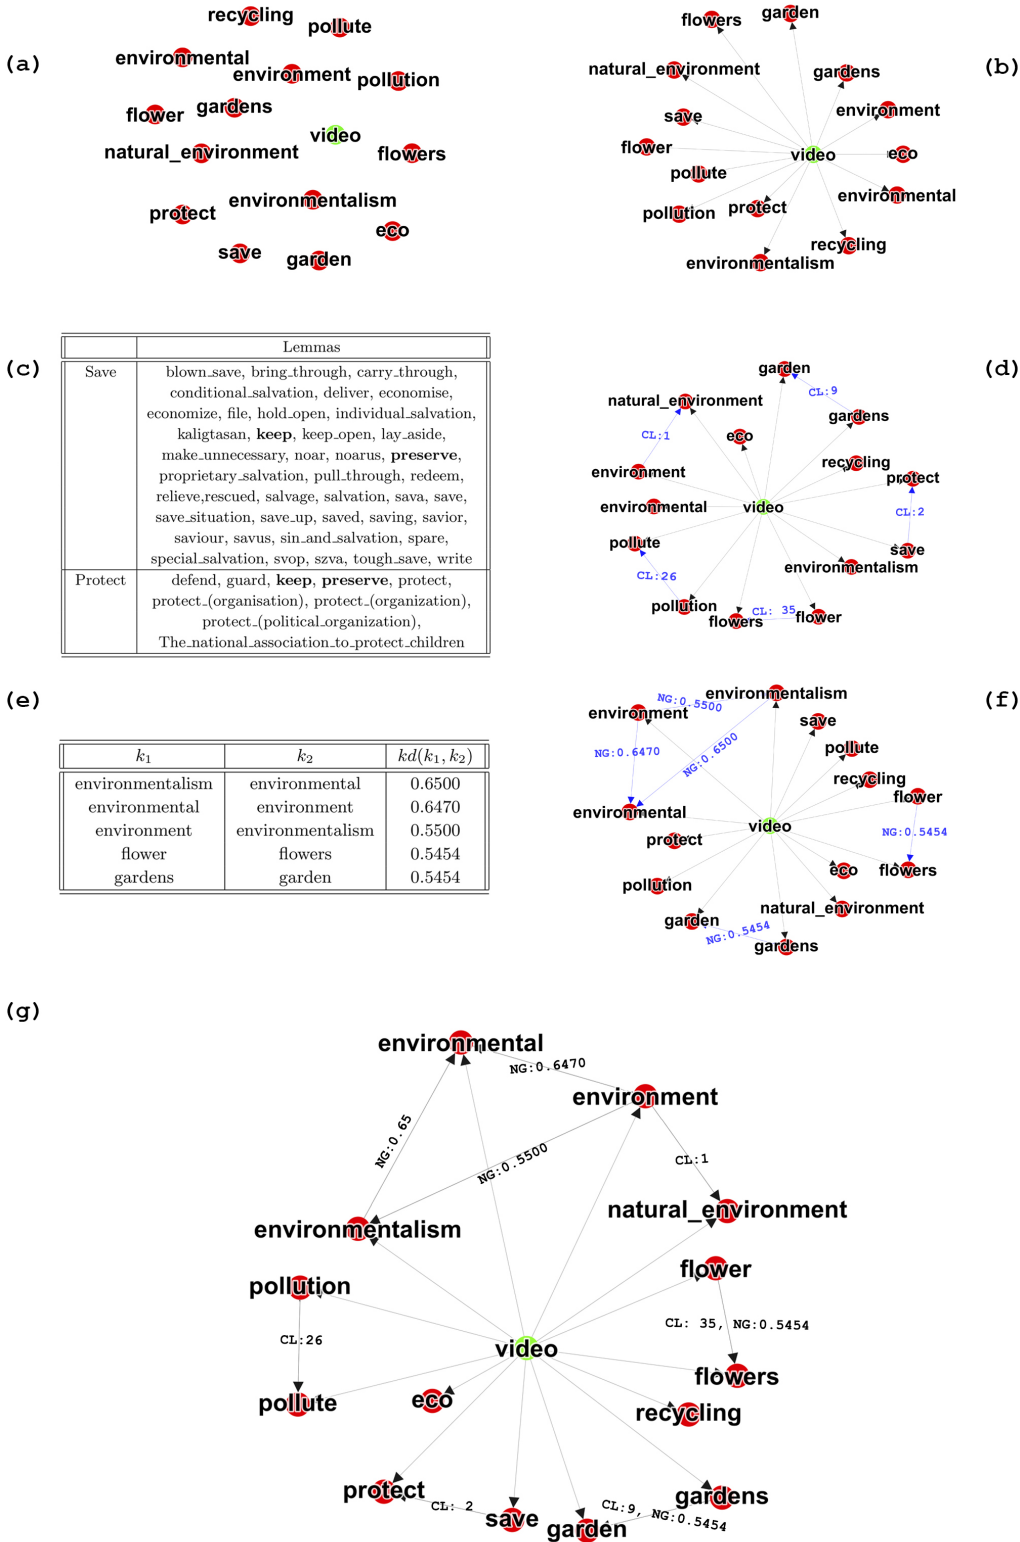 (a)
recycling
pollute
environmental
environment
pollution
flower
gardens
video
natural_environment
flowers
protect
environmentalism
eco
save
garden
(b)
flowers
garden
natural_environment
gardens
save
environment
flower
video
eco
pollute
environmental
pollution
protect
recycling
environmentalism
(c)
Lemmas
Save
blown_save, bring_through, carry_through,
conditional_salvation, deliver, economise,
economize, file, hold_open, individual_salvation,
kaligtasan, keep, keep_open, lay_aside,
make_unnecessary, noar, noarus, preserve,
proprietary_salvation, pull_through, redeem,
relieve,rescued, salvage, salvation, sava, save,
save_situation, save_up, saved, saving, savior,
saviour, savus, sin_and_salvation, spare,
special_salvation, svop, szva, tough_save, write
Protect
defend, guard, keep, preserve, protect,
protect_(organisation), protect_(organization),
protect_(political_organization),
The_national_association_to_protect_children
(d)
garden
CL:9
natural_environment
gardens
CL:1
eco
environment
recycling
protect
environmental
video
CL:2
pollute
save
environmentalism
CL:26
pollution
CL: 35
flowers
flower
(e)
k1 k2 kd(k1, k2)
environmentalism environmental 0.6500
environmental environment 0.6470
environment environmentalism 0.5500
flower flowers 0.5454
gardens garden 0.5454
(f)
environmentalism
NG:0.5500
environment
save
NG:0.6470
NG:0.6500
pollute
recycling
flower
environmental
video
NG:0.5454
protect
eco
flowers
pollution
natural_environment
garden
NG:0.5454
gardens
(g)
environmental
NG:0.6470
environment
NG:0.65
NG:0.5500
CL:1
natural_environment
environmentalism
flower
pollution
CL: 35, NG:0.5454
CL:26
video
flowers
pollute
eco
recycling
protect
CL: 2
save
CL:9, NG:0.5454
gardens
garden